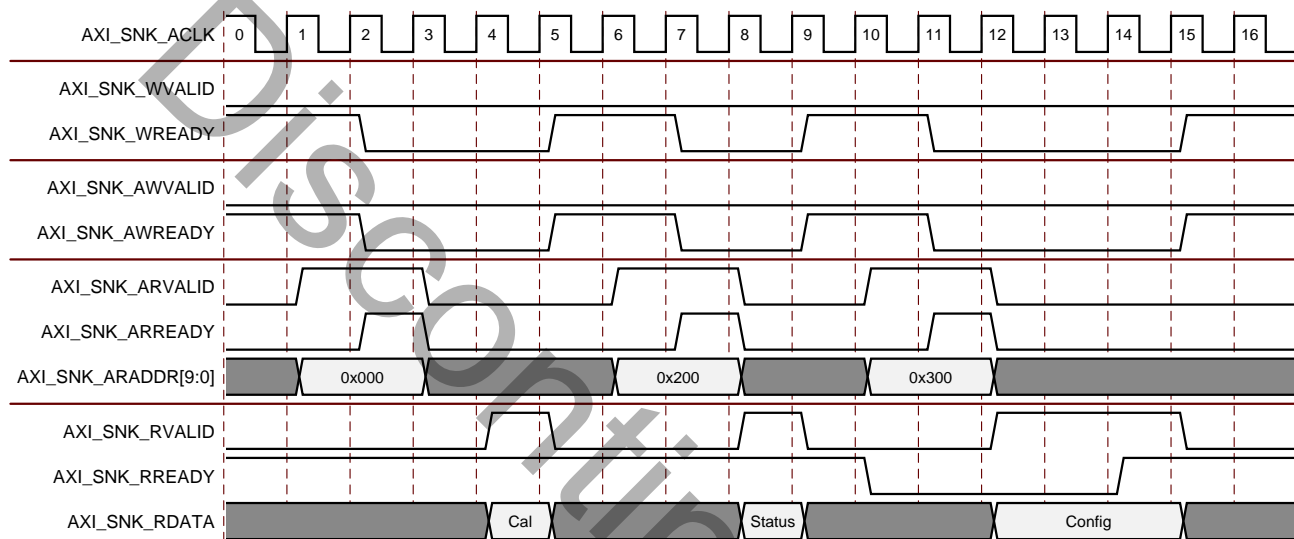 AXI_SNK_ACLK 0 1 2 3 4 5 6 7 8 9 10 11 12 13 14 15 16
AXI_SNK_WVALID
AXI_SNK_WREADY
AXI_SNK_AWVALID
AXI_SNK_AWREADY
AXI_SNK_ARVALID
AXI_SNK_ARREADY
AXI_SNK_ARADDR[9:0] 0x000 0x200 0x300
AXI_SNK_RVALID
AXI_SNK_RREADY
AXI_SNK_RDATA Cal Status Config
Discontin